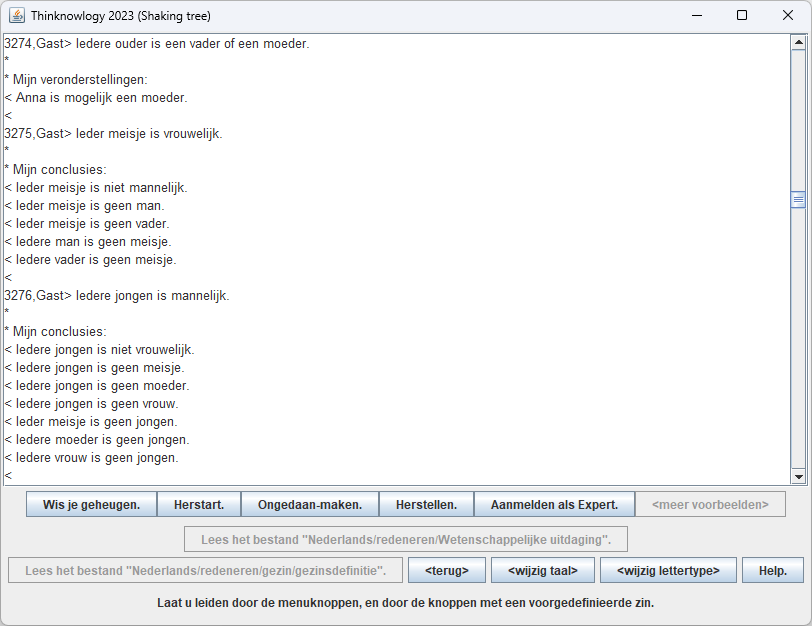 Thinknowlogy 2023 (Shaking tree)
3274,Gast> Iedere ouder is een vader of een moeder.
*
* Mijn veronderstellingen:
< Anna is mogelijk een moeder.
<
3275,Gast> Ieder meisje is vrouwelijk.
*
* Mijn conclusies:
< Ieder meisje is niet mannelijk.
< Ieder meisje is geen man.
< Ieder meisje is geen vader.
< Iedere man is geen meisje.
< Iedere vader is geen meisje.
<
3276,Gast> Iedere jongen is mannelijk.
*
* Mijn conclusies:
< Iedere jongen is niet vrouwelijk.
< Iedere jongen is geen meisje.
< Iedere jongen is geen moeder.
< Iedere jongen is geen vrouw.
< Ieder meisje is geen jongen.
< Iedere moeder is geen jongen.
< Iedere vrouw is geen jongen.
<
Wis je geheugen. Herstart. Ongedaan-maken. Herstellen. Aanmelden als Expert. <meer voorbeelden>
Lees het bestand "Nederlands/redeneren/Wetenschappelijke uitdaging".
Lees het bestand "Nederlands/redeneren/gezin/gezinsdefinitie". <terug> <wijzig taal> <wijzig lettertype> Help.
Laat u leiden door de menuknoppen, en door de knoppen met een voorgedefinieerde zin.